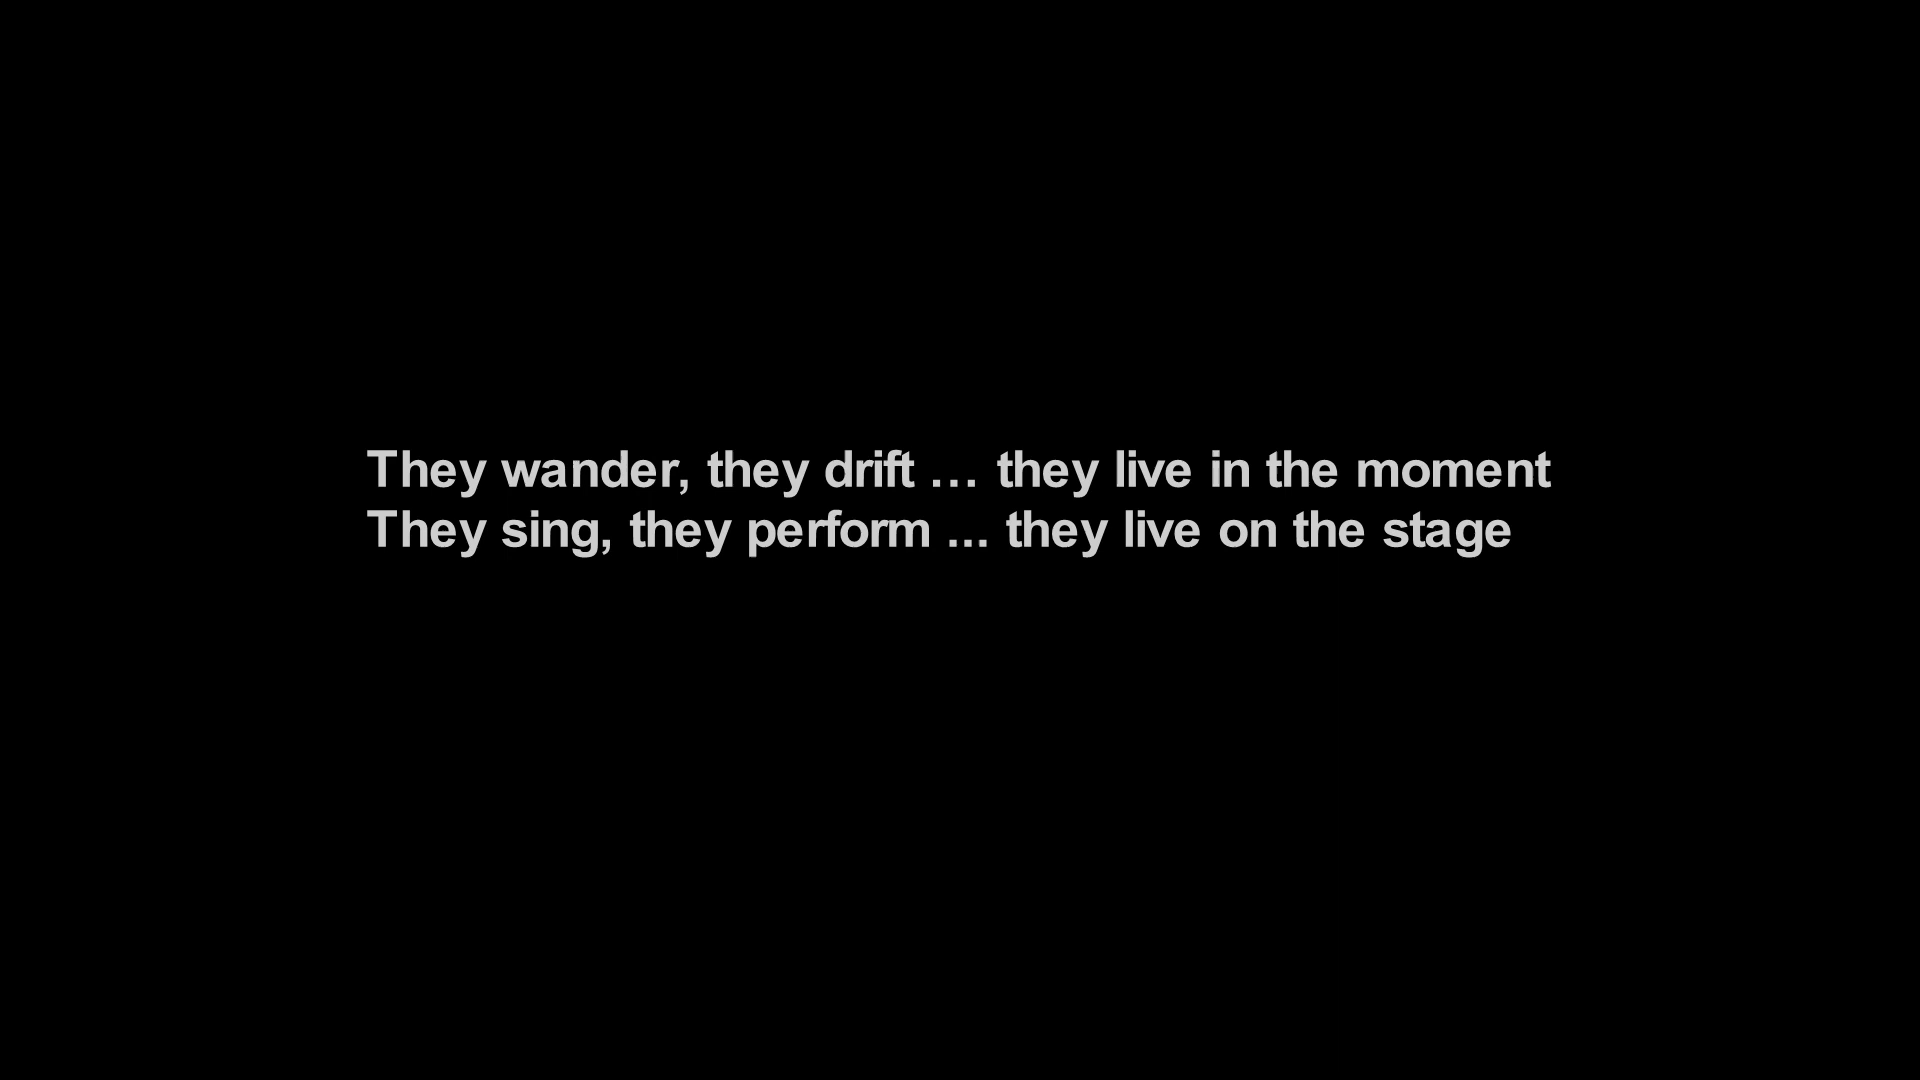 They wander, they drift … they live in the moment
They sing, they perform ... they live on the stage